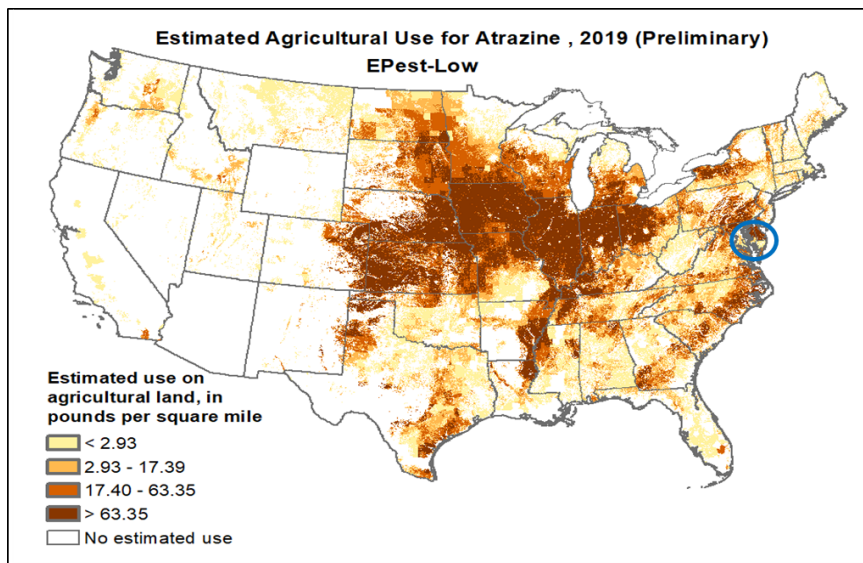 Estimated Agricultural Use for Atrazine , 2019 (Preliminary)
EPest-Low
Estimated use on
agricultural land, in
pounds per square mile
< 2.93
2.93 - 17.39
17.40 - 63.35
> 63.35
No estimated use